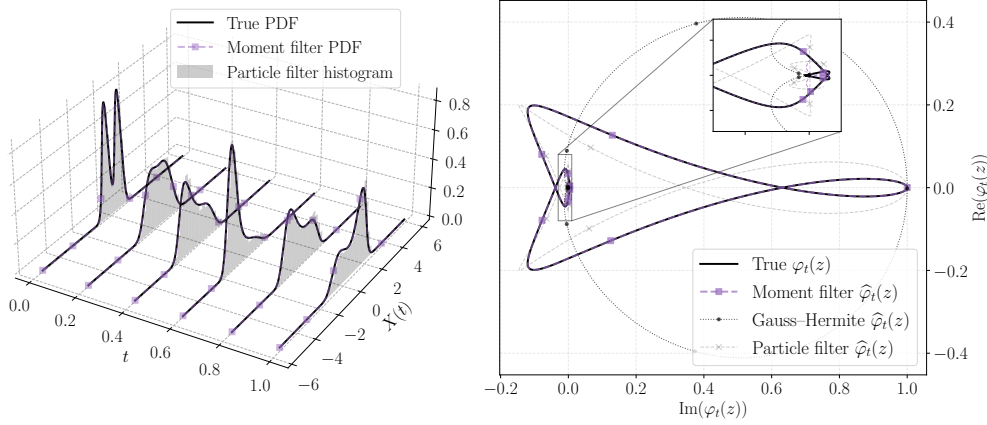 True PDF
Moment filter PDF
Particle filter histogram
0.8
0.6
0.4
0.2
0.0
6
4
2
0
−2
−4
−6
X(t)
0.0
0.2
0.4
0.6
0.8
1.0
t
0.4
0.2
0.0
−0.2
−0.4
Re(φₜ(z))
True φₜ(z)
Moment filter φ̂ₜ(z)
Gauss–Hermite φ̂ₜ(z)
Particle filter φ̂ₜ(z)
−0.2 0.0 0.2 0.4 0.6 0.8 1.0
Im(φₜ(z))